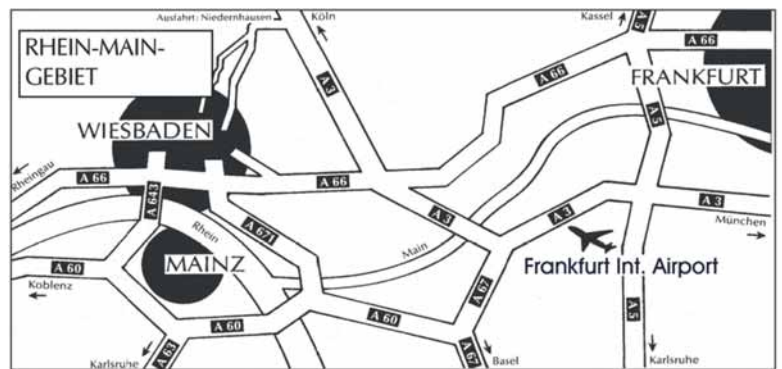 Ausfahrt: Niedernhausen
Köln
Kassel
RHEIN-MAIN-
GEBIET
A 5
A 66
A 3
A 66
FRANKFURT
WIESBADEN
A 5
Rheingau
A 66
A 643
A 66
A 3
A 3
A 3
München
Rhein
A 671
Main
A 60
MAINZ
Frankfurt Int. Airport
Koblenz
A 67
A 60
A 60
A 5
Karlsruhe
A 63
A 67
Basel
Karlsruhe